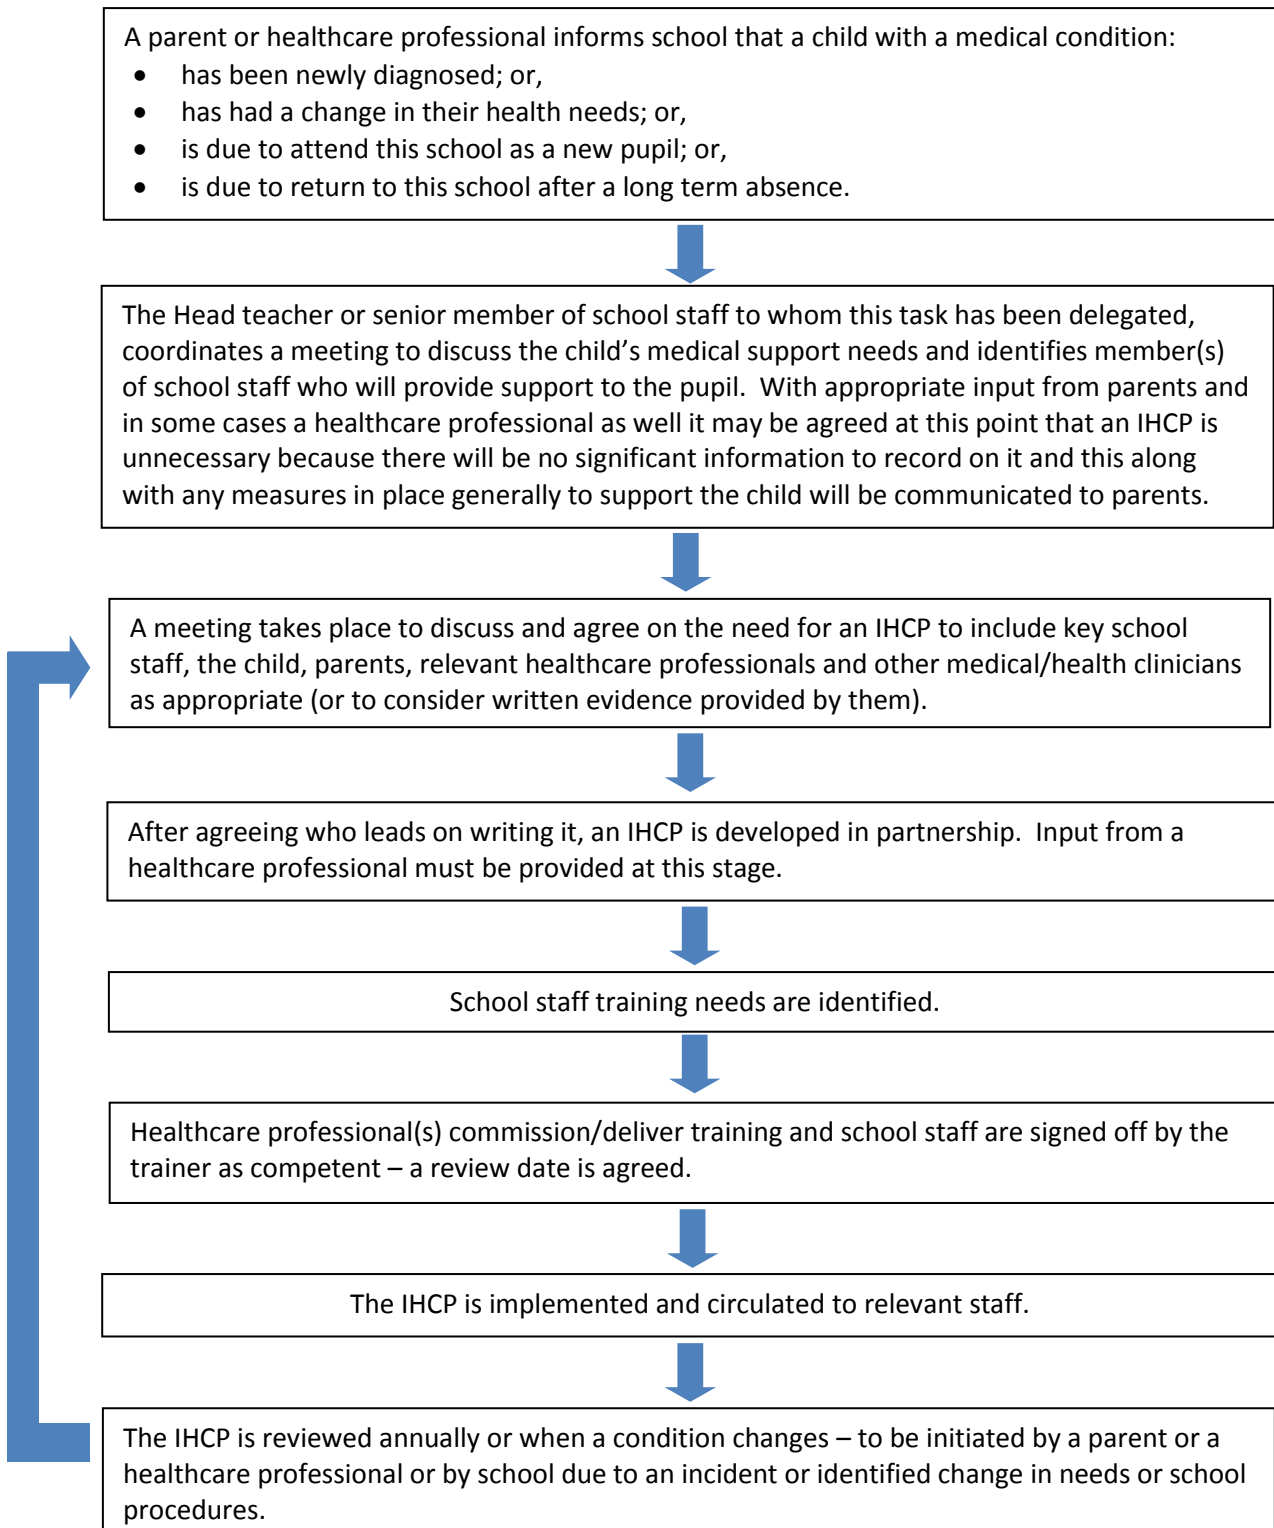 A parent or healthcare professional informs school that a child with a medical condition:
• has been newly diagnosed; or,
• has had a change in their health needs; or,
• is due to attend this school as a new pupil; or,
• is due to return to this school after a long term absence.
The Head teacher or senior member of school staff to whom this task has been delegated,
coordinates a meeting to discuss the child’s medical support needs and identifies member(s)
of school staff who will provide support to the pupil.  With appropriate input from parents and
in some cases a healthcare professional as well it may be agreed at this point that an IHCP is
unnecessary because there will be no significant information to record on it and this along
with any measures in place generally to support the child will be communicated to parents.
A meeting takes place to discuss and agree on the need for an IHCP to include key school
staff, the child, parents, relevant healthcare professionals and other medical/health clinicians
as appropriate (or to consider written evidence provided by them).
After agreeing who leads on writing it, an IHCP is developed in partnership.  Input from a
healthcare professional must be provided at this stage.
School staff training needs are identified.
Healthcare professional(s) commission/deliver training and school staff are signed off by the
trainer as competent – a review date is agreed.
The IHCP is implemented and circulated to relevant staff.
The IHCP is reviewed annually or when a condition changes – to be initiated by a parent or a
healthcare professional or by school due to an incident or identified change in needs or school
procedures.